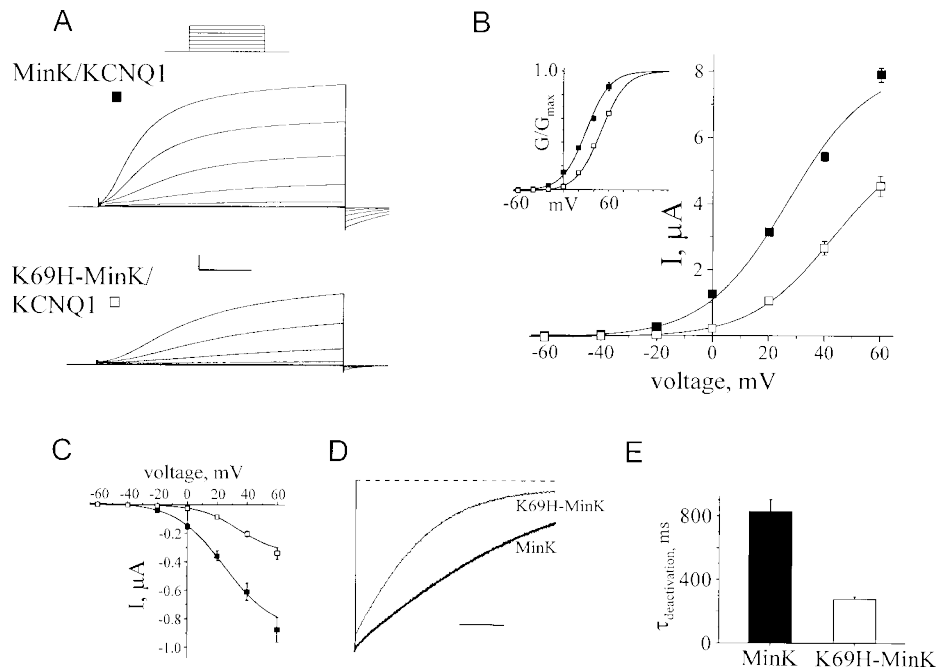 A
MinK/KCNQ1
K69H-MinK/
KCNQ1
B
1.0
G/Gmax
-60
mV
60
8
6
4
2
I, μA
-60
-40
-20
0
20
40
60
voltage, mV
C
voltage, mV
-60
-40
-20
0
20
40
60
-0.2
-0.4
-0.6
-0.8
-1.0
I, μA
D
K69H-MinK
MinK
E
800
400
0
τdeactivation, ms
MinK
K69H-MinK